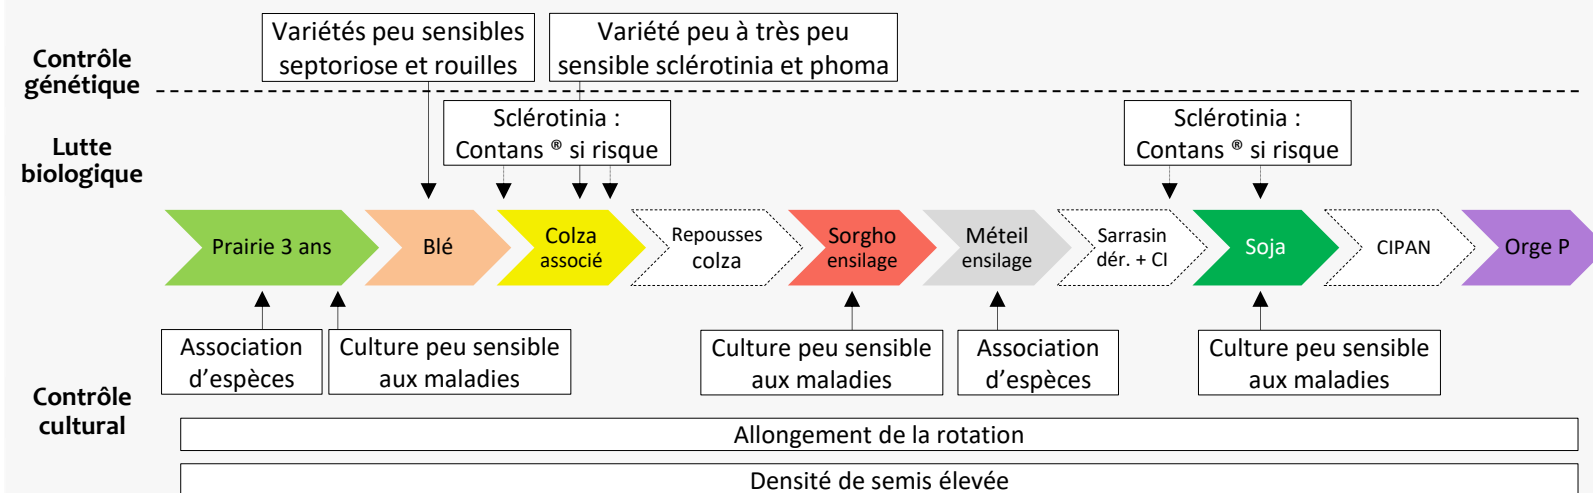 Contrôle
génétique
Variétés peu sensibles
septoriose et rouilles
Variété peu à très peu
sensible sclérotinia et phoma
Lutte
biologique
Sclérotinia :
Contans ® si risque
Sclérotinia :
Contans ® si risque
Prairie 3 ans
Blé
Colza
associé
Repousses
colza
Sorgho
ensilage
Méteil
ensilage
Sarrasin
dér. + CI
Soja
CIPAN
Orge P
Contrôle
cultural
Association
d'espèces
Culture peu sensible
aux maladies
Culture peu sensible
aux maladies
Association
d'espèces
Culture peu sensible
aux maladies
Allongement de la rotation
Densité de semis élevée